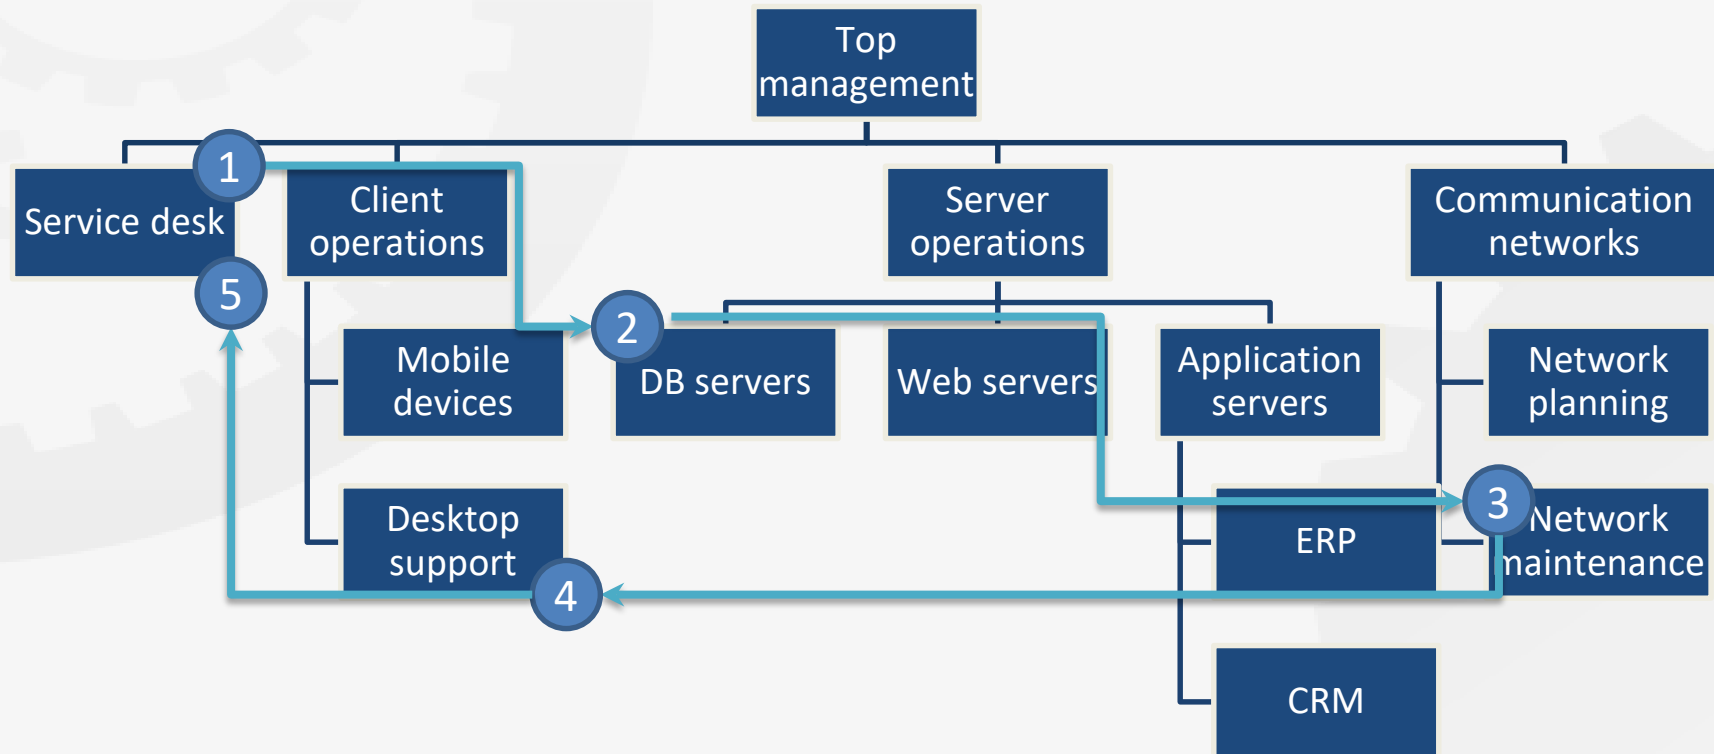 Top
management
1
Service desk
Client
operations
Server
operations
Communication
networks
5
2
Mobile
devices
DB servers
Web servers
Application
servers
Network
planning
Desktop
support
ERP
3
Network
maintenance
4
CRM